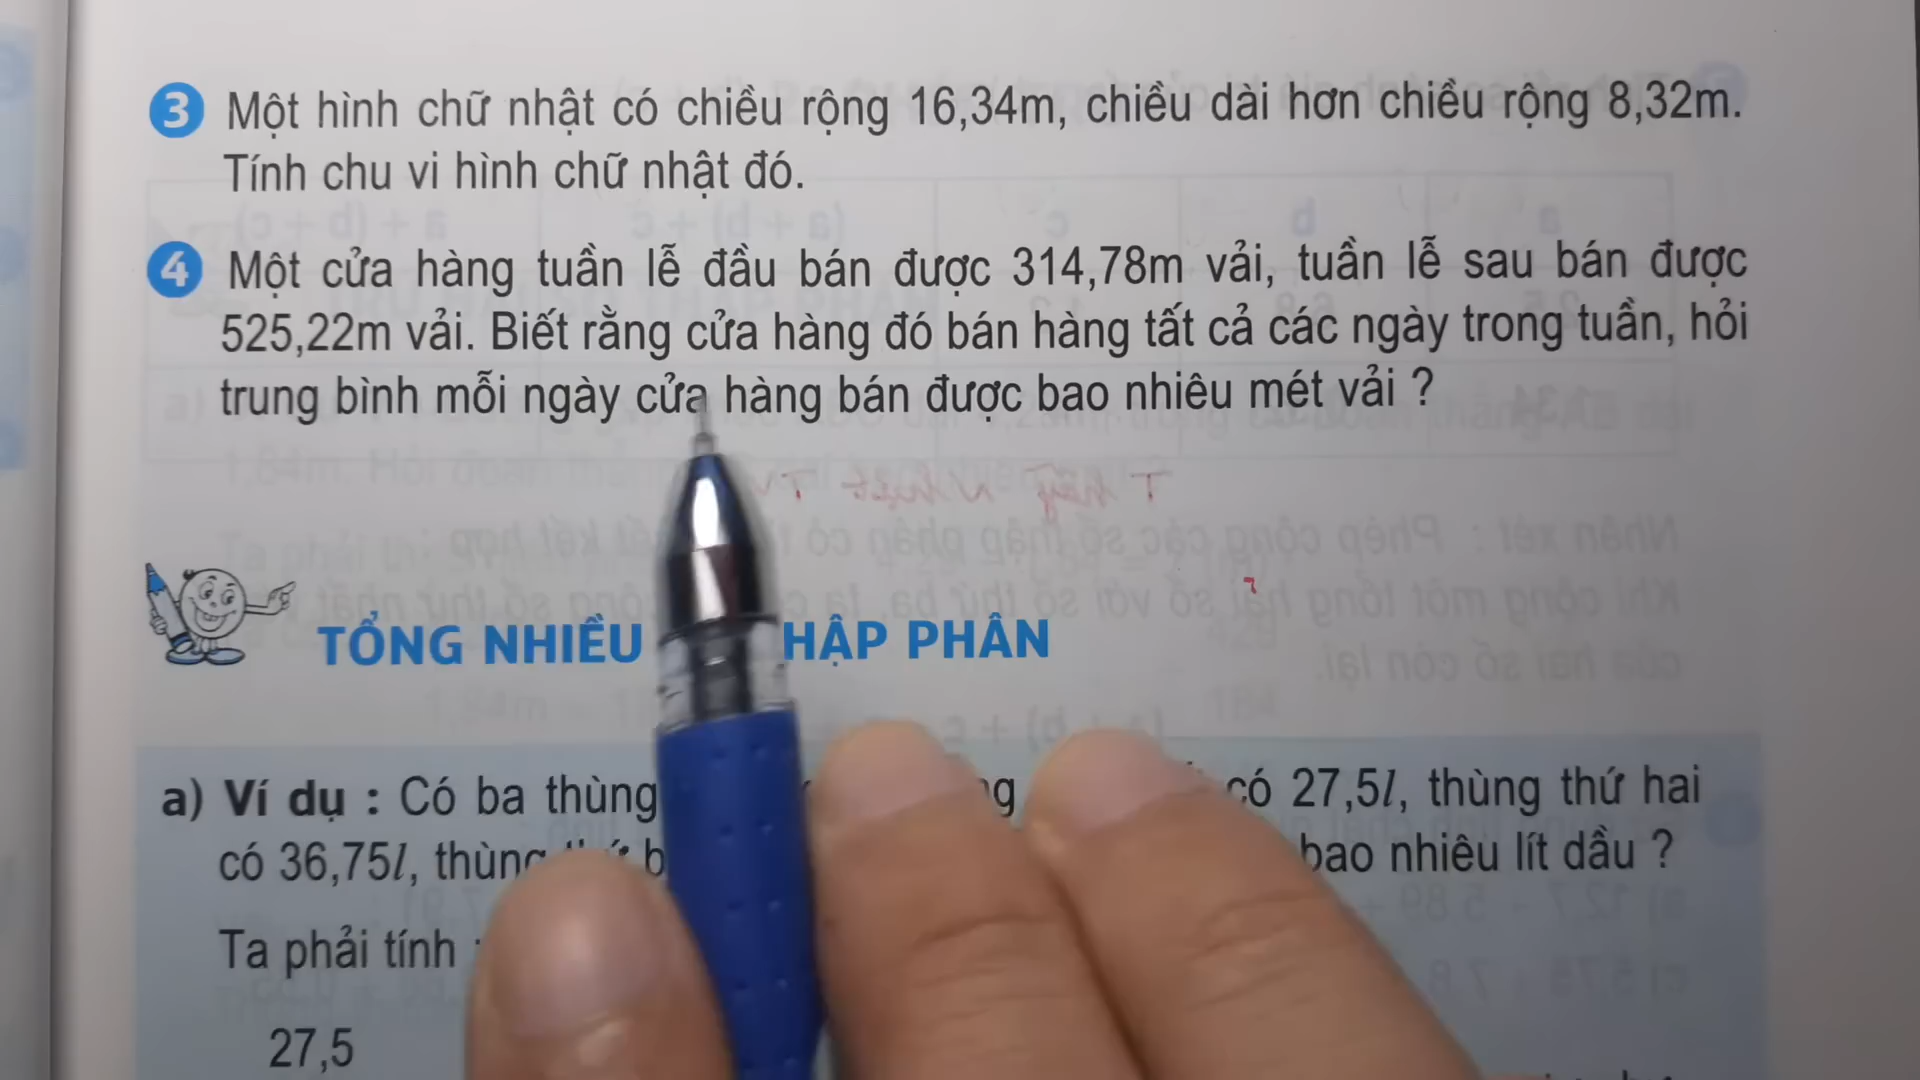 3 Một hình chữ nhật có chiều rộng 16,34m, chiều dài hơn chiều rộng 8,32m.
Tính chu vi hình chữ nhật đó.
4 Một cửa hàng tuần lễ đầu bán được 314,78m vải, tuần lễ sau bán được
525,22m vải. Biết rằng cửa hàng đó bán hàng tất cả các ngày trong tuần, hỏi
trung bình mỗi ngày cửa hàng bán được bao nhiêu mét vải ?
TỔNG NHIỀU HẬP PHÂN
a) Ví dụ : Có ba thùng có 27,5l, thùng thứ hai
có 36,75l, thùng bao nhiêu lít dầu ?
Ta phải tính :
27,5